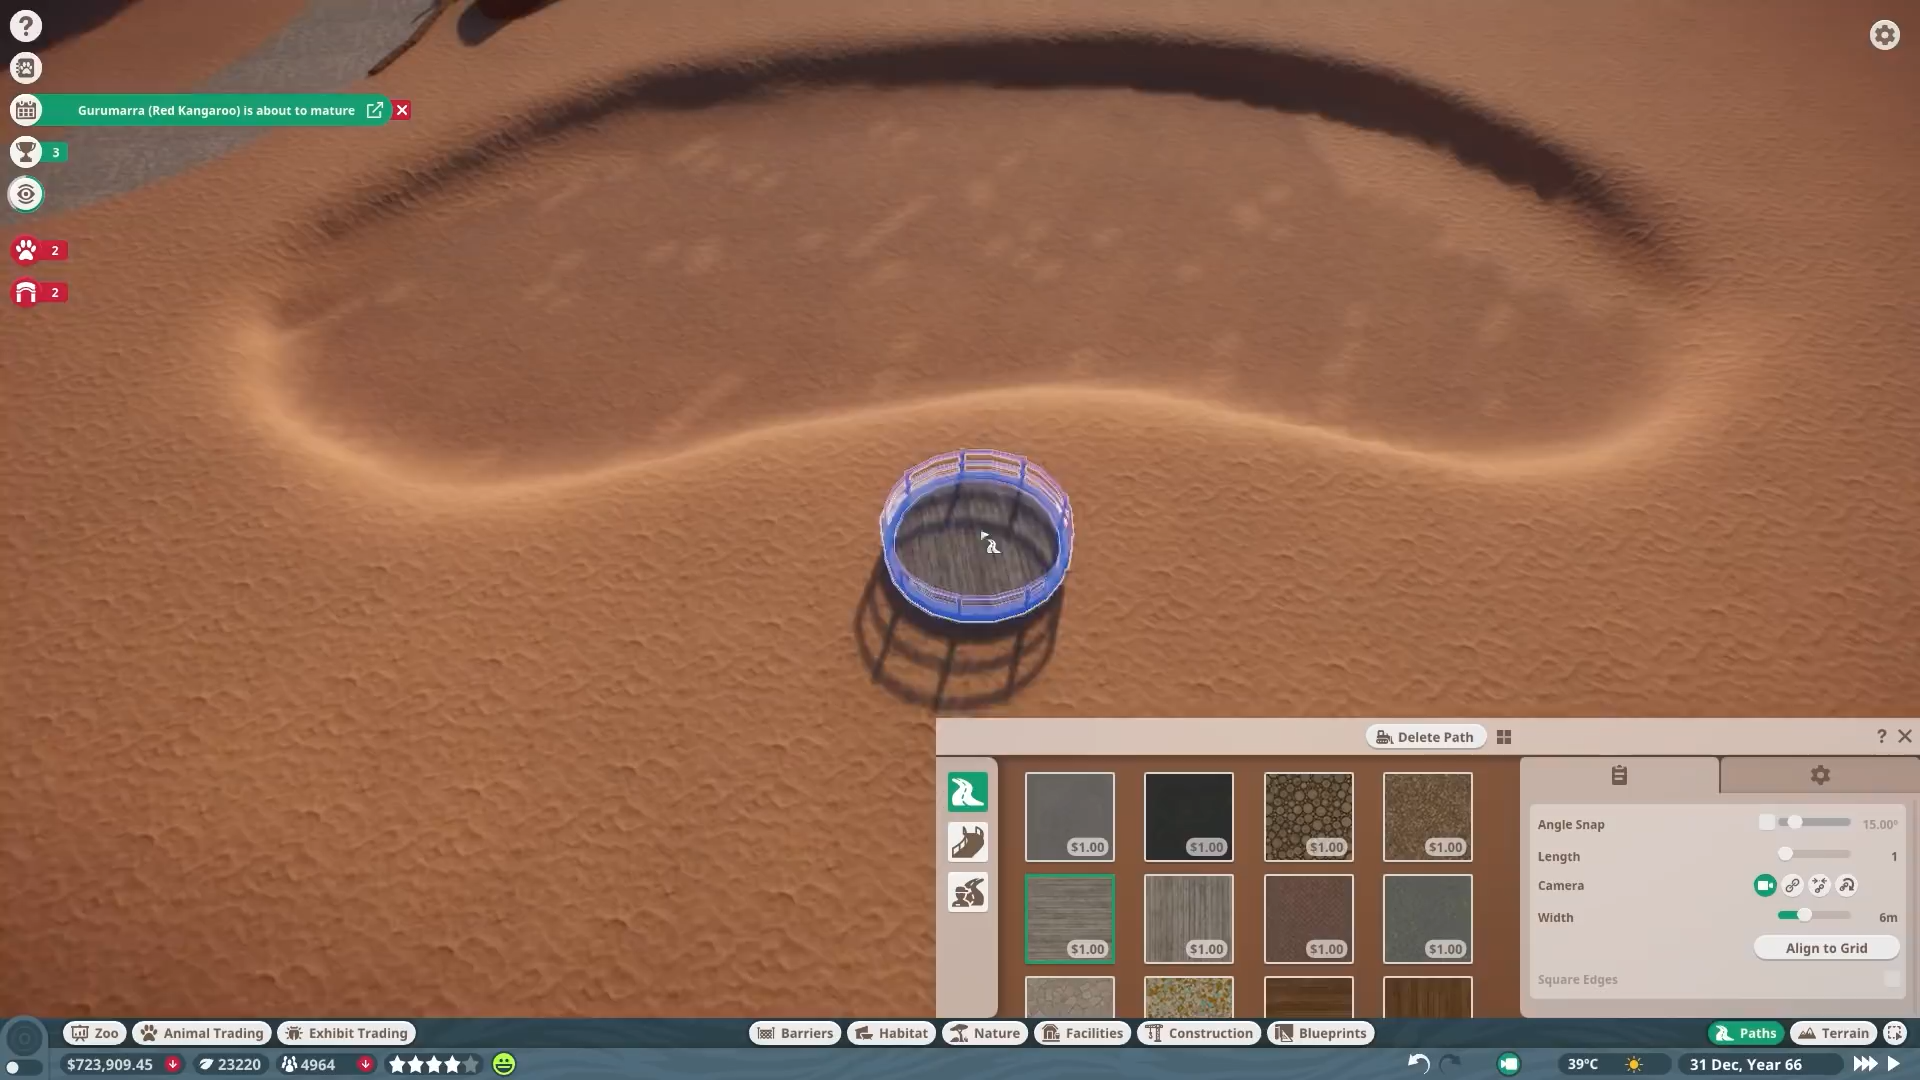 ?
Gurumarra (Red Kangaroo) is about to mature
3
2
2
Delete Path
?
$1.00
$1.00
$1.00
$1.00
$1.00
$1.00
$1.00
$1.00
Angle Snap
15.00°
Length
1
Camera
Width
6m
Align to Grid
Square Edges
Zoo
Animal Trading
Exhibit Trading
Barriers
Habitat
Nature
Facilities
Construction
Blueprints
Paths
Terrain
$723,909.45
23220
4964
39°C
31 Dec, Year 66